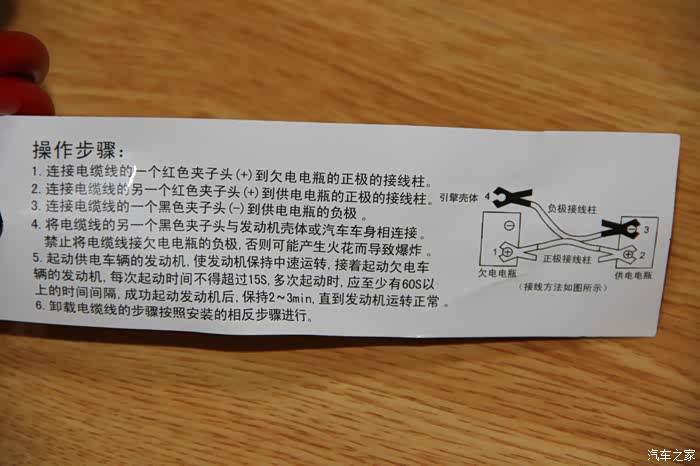 操作步骤：
1. 连接电缆线的一个红色夹子头(+)到欠电电瓶的正极的接线柱。
2. 连接电缆线的另一个红色夹子头(+)到供电电瓶的正极的接线柱。
3. 连接电缆线的一个黑色夹子头(-)到供电电瓶的负极。
4. 将电缆线的另一个黑色夹子头与发动机壳体或汽车车身相连接。
禁止将电缆线接欠电电瓶的负极, 否则可能产生火花而导致爆炸。
5. 起动供电车辆的发动机, 使发动机保持中速运转, 接着起动欠电车
辆的发动机, 每次起动时间不得超过15S, 多次起动时, 应至少有60S以
上的时间间隔, 成功起动发动机后, 保持2~3min, 直到发动机运转正常。
6. 卸载电缆线的步骤按照安装的相反步骤进行。
引擎壳体 4
负极接线柱
3
1
2
正极接线柱
欠电电瓶
供电电瓶
(接线方法如图所示)
汽车之家